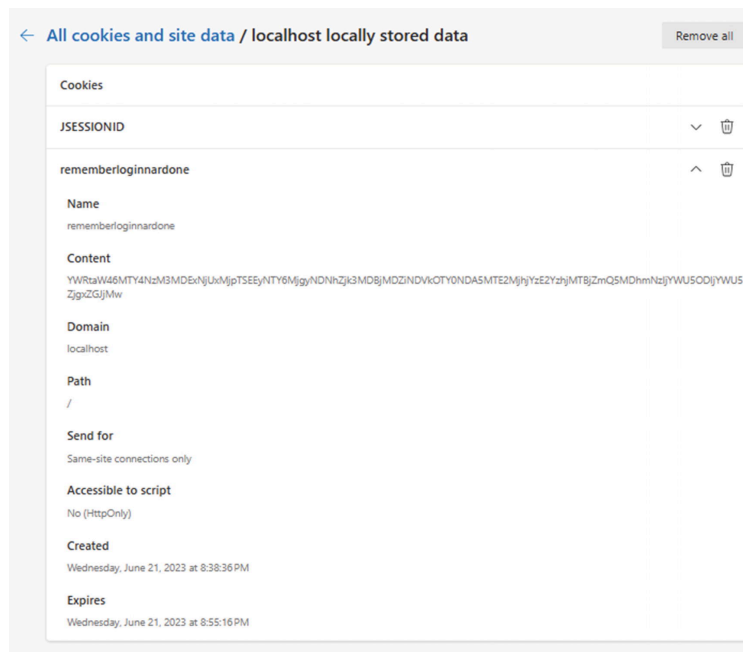 All cookies and site data / localhost locally stored data
Remove all
Cookies
JSESSIONID
rememberloginnardone
Name
rememberloginnardone
Content
YWRtaW46MTY4NzM3MDExNjUxMjpTSEEyNTY6MjgyNDNhZjk3MDBjMDZiNDVkOTY0NDA5MTE2MjhjYzE2YzhjMTBjZmQ5MDhmNzljYWU5ODljYWU5
ZjgxZGJjMw
Domain
localhost
Path
/
Send for
Same-site connections only
Accessible to script
No (HttpOnly)
Created
Wednesday, June 21, 2023 at 8:38:36 PM
Expires
Wednesday, June 21, 2023 at 8:55:16 PM